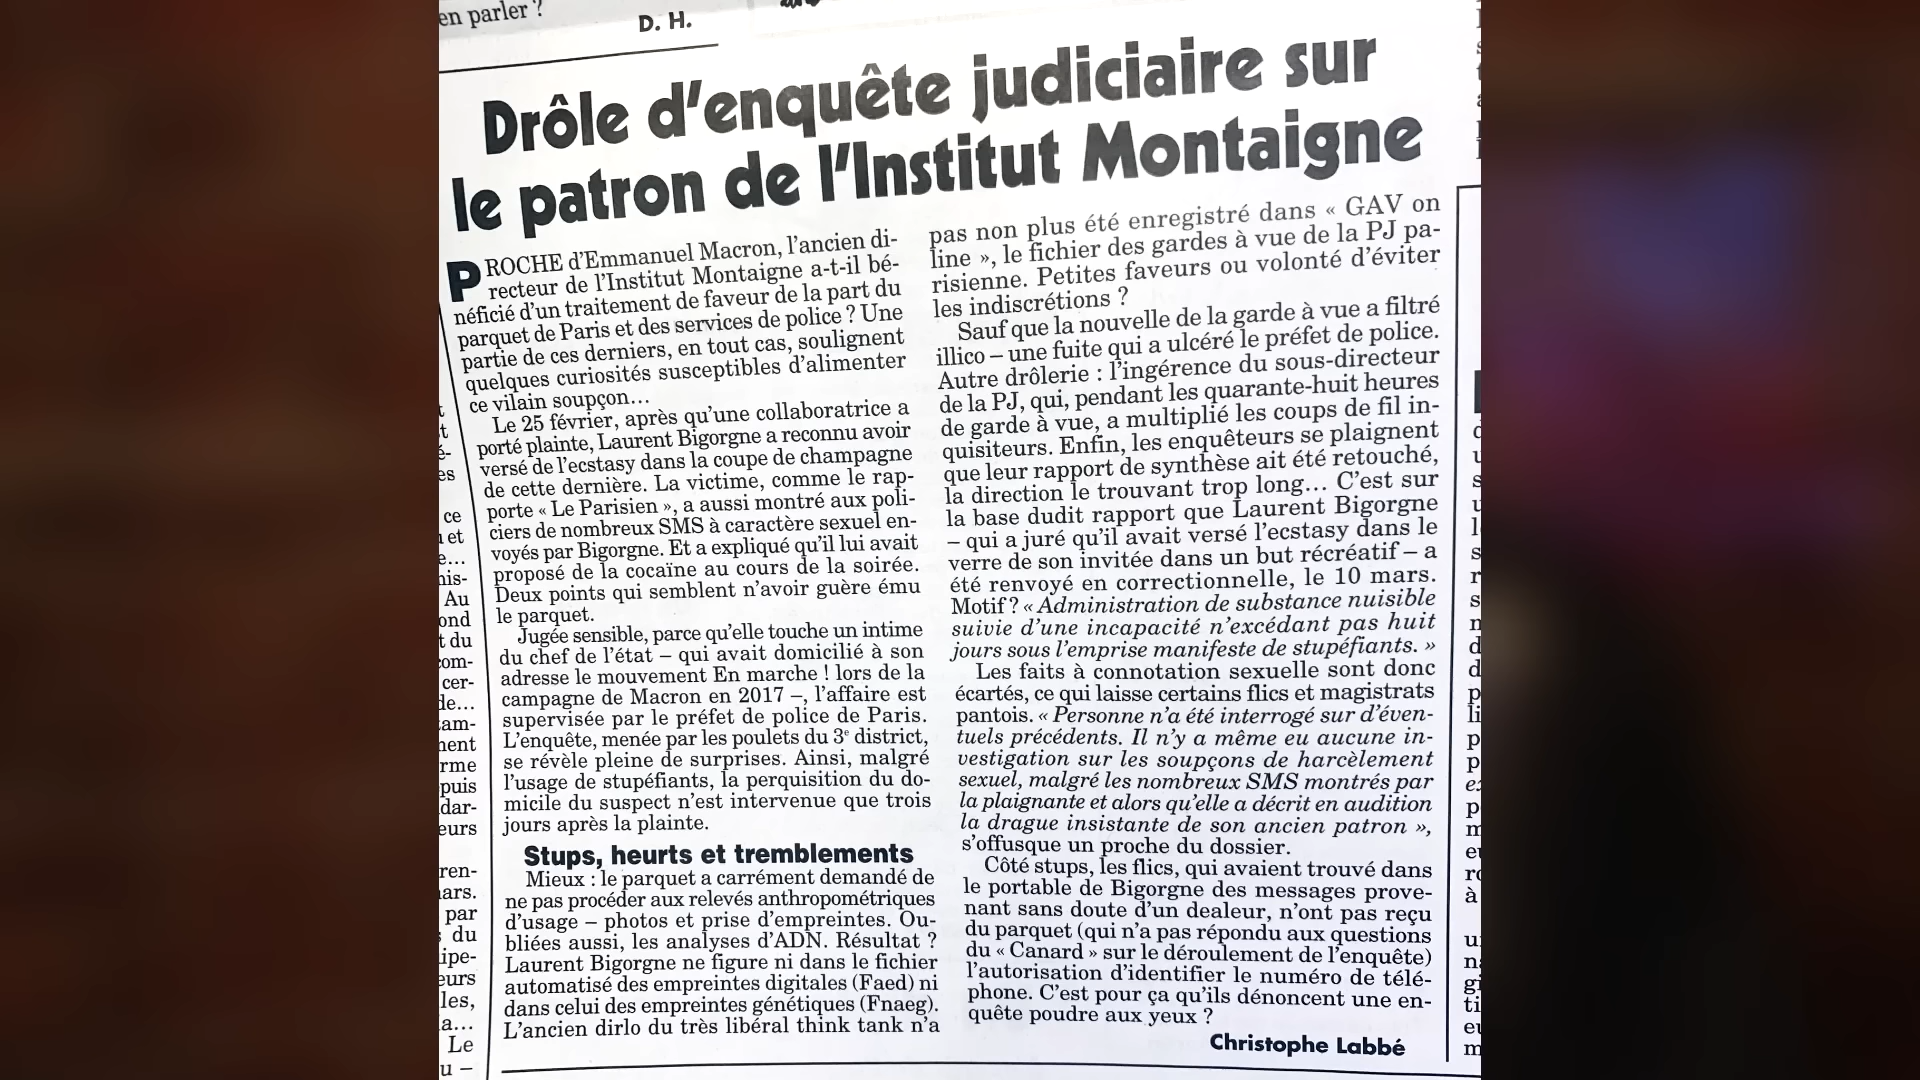 en parler ?
D. H.
Drôle d'enquête judiciaire sur
le patron de l'Institut Montaigne
PROCHE d'Emmanuel Macron, l'ancien di-
recteur de l'Institut Montaigne a-t-il bé-
néficié d'un traitement de faveur de la part du
parquet de Paris et des services de police ? Une
partie de ces derniers, en tout cas, soulignent
quelques curiosités susceptibles d'alimenter
ce vilain soupçon…
Le 25 février, après qu'une collaboratrice a
porté plainte, Laurent Bigorgne a reconnu avoir
versé de l'ecstasy dans la coupe de champagne
de cette dernière. La victime, comme le rap-
porte « Le Parisien », a aussi montré aux poli-
ciers de nombreux SMS à caractère sexuel en-
voyés par Bigorgne. Et a expliqué qu'il lui avait
proposé de la cocaïne au cours de la soirée.
Deux points qui semblent n'avoir guère ému
le parquet.
Jugée sensible, parce qu'elle touche un intime
du chef de l'état – qui avait domicilié à son
adresse le mouvement En marche ! lors de la
campagne de Macron en 2017 –, l'affaire est
supervisée par le préfet de police de Paris.
L'enquête, menée par les poulets du 3e district,
se révèle pleine de surprises. Ainsi, malgré
l'usage de stupéfiants, la perquisition du do-
micile du suspect n'est intervenue que trois
jours après la plainte.
Stups, heurts et tremblements
Mieux : le parquet a carrément demandé de
ne pas procéder aux relevés anthropométriques
d'usage – photos et prise d'empreintes. Ou-
bliées aussi, les analyses d'ADN. Résultat ?
Laurent Bigorgne ne figure ni dans le fichier
automatisé des empreintes digitales (Faed) ni
dans celui des empreintes génétiques (Fnaeg).
L'ancien dirlo du très libéral think tank n'a
pas non plus été enregistré dans « GAV on
line », le fichier des gardes à vue de la PJ pa-
risienne. Petites faveurs ou volonté d'éviter
les indiscrétions ?
Sauf que la nouvelle de la garde à vue a filtré
illico – une fuite qui a ulcéré le préfet de police.
Autre drôlerie : l'ingérence du sous-directeur
de la PJ, qui, pendant les quarante-huit heures
de garde à vue, a multiplié les coups de fil in-
quisiteurs. Enfin, les enquêteurs se plaignent
que leur rapport de synthèse ait été retouché,
la direction le trouvant trop long… C'est sur
la base dudit rapport que Laurent Bigorgne
– qui a juré qu'il avait versé l'ecstasy dans le
verre de son invitée dans un but récréatif – a
été renvoyé en correctionnelle, le 10 mars.
Motif ? « Administration de substance nuisible
suivie d'une incapacité n'excédant pas huit
jours sous l'emprise manifeste de stupéfiants. »
Les faits à connotation sexuelle sont donc
écartés, ce qui laisse certains flics et magistrats
pantois. « Personne n'a été interrogé sur d'éven-
tuels précédents. Il n'y a même eu aucune in-
vestigation sur les soupçons de harcèlement
sexuel, malgré les nombreux SMS montrés par
la plaignante et alors qu'elle a décrit en audition
la drague insistante de son ancien patron »,
s'offusque un proche du dossier.
Côté stups, les flics, qui avaient trouvé dans
le portable de Bigorgne des messages prove-
nant sans doute d'un dealeur, n'ont pas reçu
du parquet (qui n'a pas répondu aux questions
du « Canard » sur le déroulement de l'enquête)
l'autorisation d'identifier le numéro de télé-
phone. C'est pour ça qu'ils dénoncent une en-
quête poudre aux yeux ?
Christophe Labbé